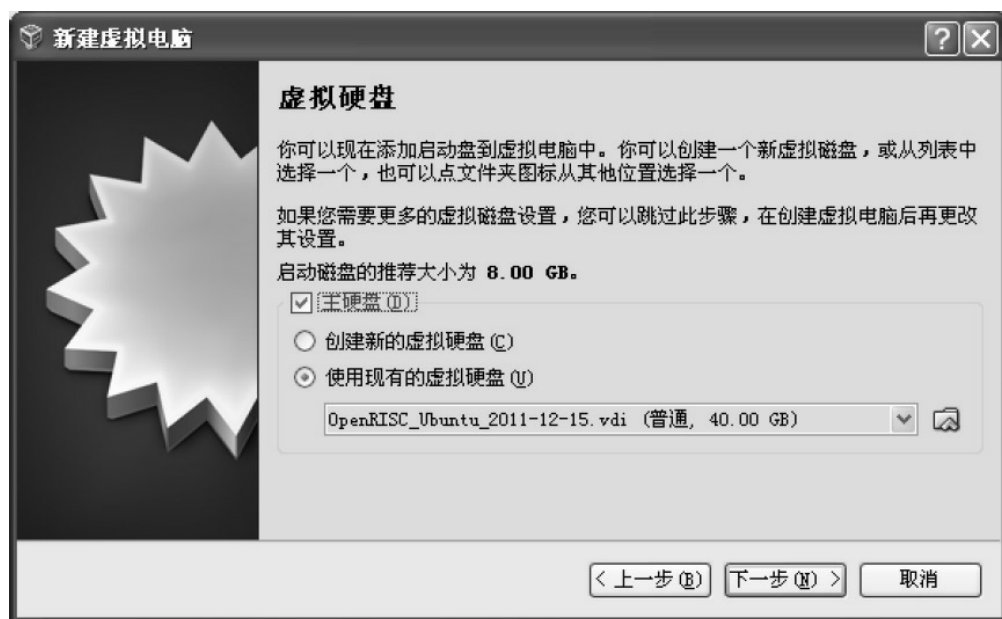 新建虚拟电脑
虚拟硬盘
你可以现在添加启动盘到虚拟电脑中。你可以创建一个新虚拟磁盘，或从列表中
选择一个，也可以点文件夹图标从其他位置选择一个。
如果您需要更多的虚拟磁盘设置，您可以跳过此步骤，在创建虚拟电脑后再更改
其设置。
启动磁盘的推荐大小为 8.00 GB。
主硬盘(D)
创建新的虚拟硬盘(C)
使用现有的虚拟硬盘(U)
OpenRISC_Ubuntu_2011-12-15.vdi (普通, 40.00 GB)
< 上一步(B) 下一步(N) > 取消